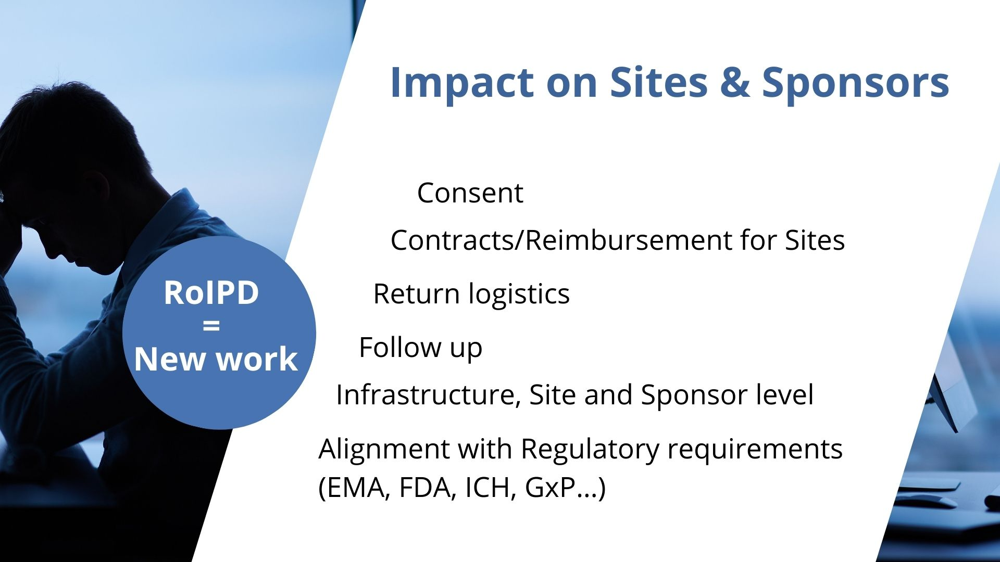 Impact on Sites & Sponsors
Consent
Contracts/Reimbursement for Sites
Return logistics
Follow up
Infrastructure, Site and Sponsor level
Alignment with Regulatory requirements
(EMA, FDA, ICH, GxP...)
RoIPD
=
New work